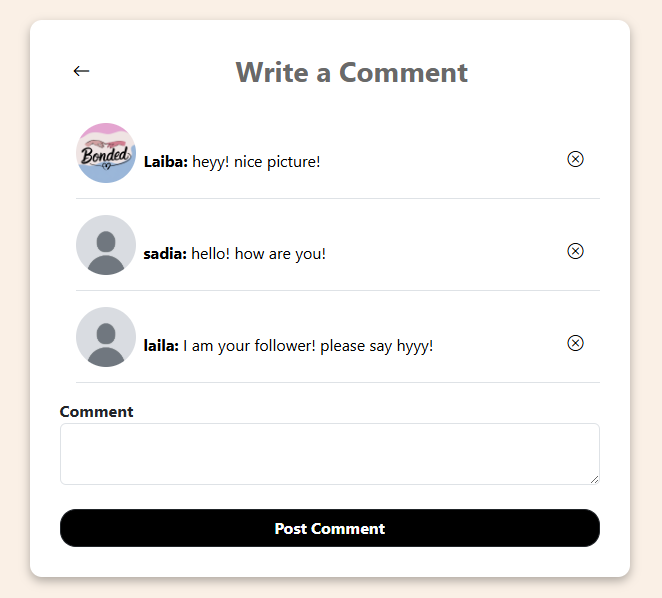 Write a Comment
Bonded
Laiba: heyy! nice picture!
sadia: hello! how are you!
laila: I am your follower! please say hyyy!
Comment
Post Comment